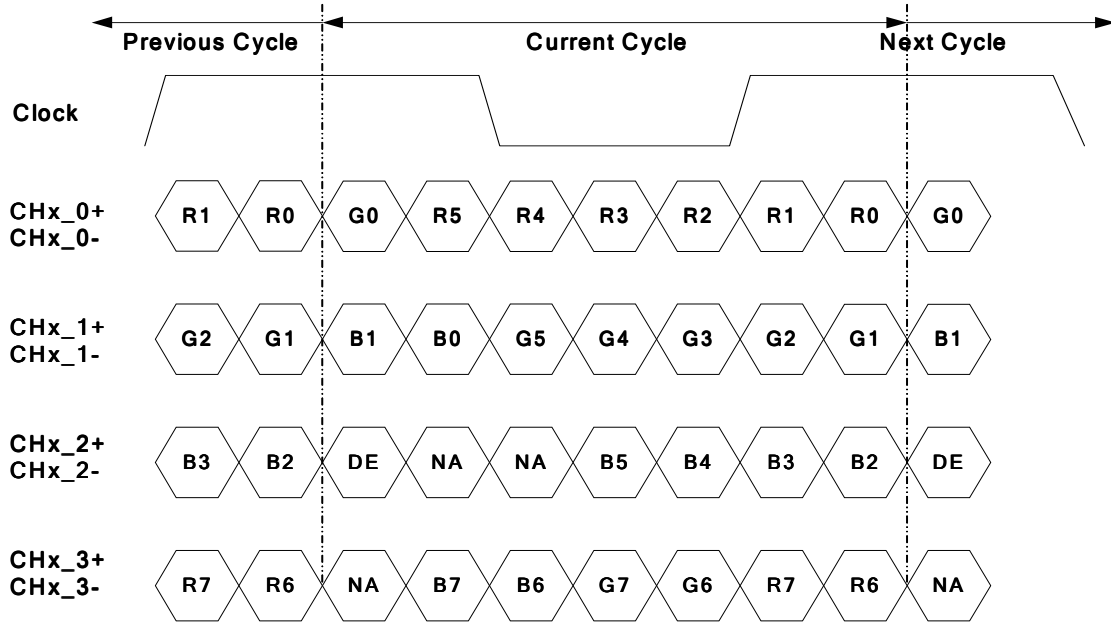 Previous Cycle Current Cycle Next Cycle
Clock
CHx_0+
CHx_0-
R1 R0 G0 R5 R4 R3 R2 R1 R0 G0
CHx_1+
CHx_1-
G2 G1 B1 B0 G5 G4 G3 G2 G1 B1
CHx_2+
CHx_2-
B3 B2 DE NA NA B5 B4 B3 B2 DE
CHx_3+
CHx_3-
R7 R6 NA B7 B6 G7 G6 R7 R6 NA